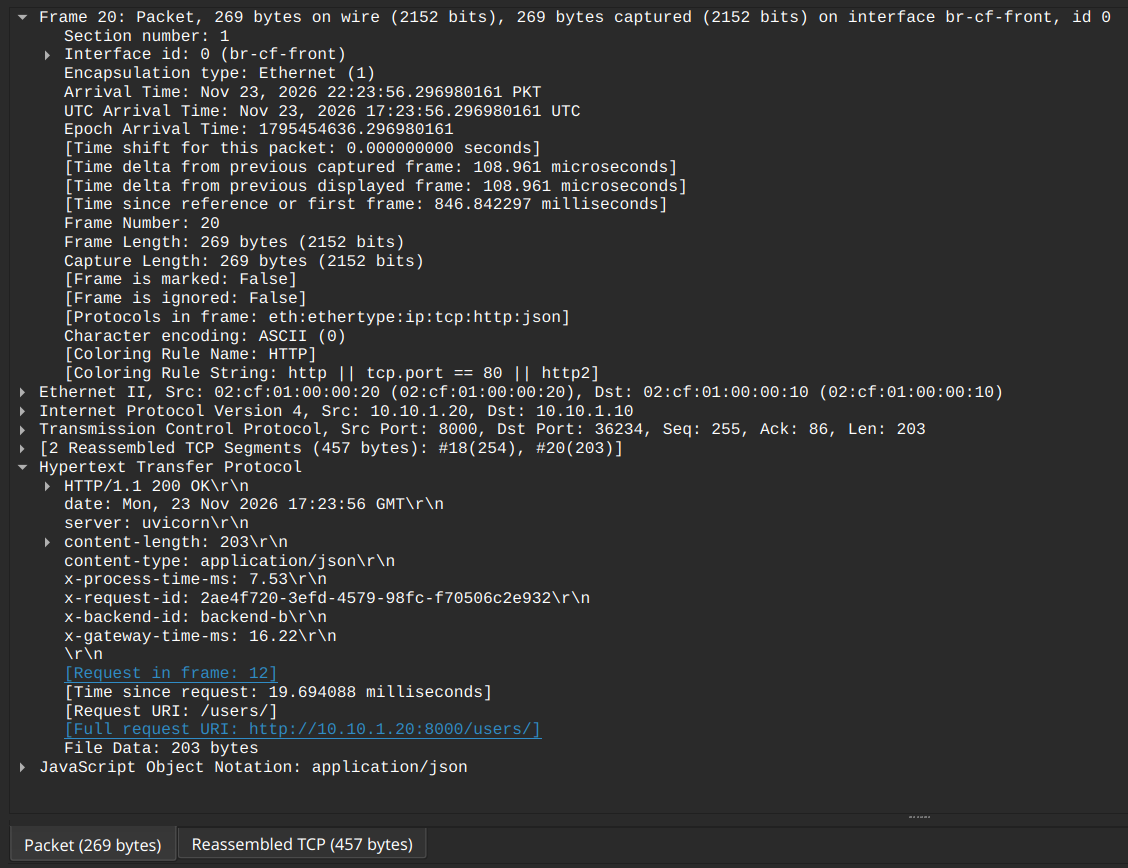 Frame 20: Packet, 269 bytes on wire (2152 bits), 269 bytes captured (2152 bits) on interface br-cf-front, id 0
Section number: 1
Interface id: 0 (br-cf-front)
Encapsulation type: Ethernet (1)
Arrival Time: Nov 23, 2026 22:23:56.296980161 PKT
UTC Arrival Time: Nov 23, 2026 17:23:56.296980161 UTC
Epoch Arrival Time: 1795454636.296980161
[Time shift for this packet: 0.000000000 seconds]
[Time delta from previous captured frame: 108.961 microseconds]
[Time delta from previous displayed frame: 108.961 microseconds]
[Time since reference or first frame: 846.842297 milliseconds]
Frame Number: 20
Frame Length: 269 bytes (2152 bits)
Capture Length: 269 bytes (2152 bits)
[Frame is marked: False]
[Frame is ignored: False]
[Protocols in frame: eth:ethertype:ip:tcp:http:json]
Character encoding: ASCII (0)
[Coloring Rule Name: HTTP]
[Coloring Rule String: http || tcp.port == 80 || http2]
Ethernet II, Src: 02:cf:01:00:00:20 (02:cf:01:00:00:20), Dst: 02:cf:01:00:00:10 (02:cf:01:00:00:10)
Internet Protocol Version 4, Src: 10.10.1.20, Dst: 10.10.1.10
Transmission Control Protocol, Src Port: 8000, Dst Port: 36234, Seq: 255, Ack: 86, Len: 203
[2 Reassembled TCP Segments (457 bytes): #18(254), #20(203)]
Hypertext Transfer Protocol
HTTP/1.1 200 OK\r\n
date: Mon, 23 Nov 2026 17:23:56 GMT\r\n
server: uvicorn\r\n
content-length: 203\r\n
content-type: application/json\r\n
x-process-time-ms: 7.53\r\n
x-request-id: 2ae4f720-3efd-4579-98fc-f70506c2e932\r\n
x-backend-id: backend-b\r\n
x-gateway-time-ms: 16.22\r\n
\r\n
[Request in frame: 12]
[Time since request: 19.694088 milliseconds]
[Request URI: /users/]
[Full request URI: http://10.10.1.20:8000/users/]
File Data: 203 bytes
JavaScript Object Notation: application/json
Packet (269 bytes)
Reassembled TCP (457 bytes)